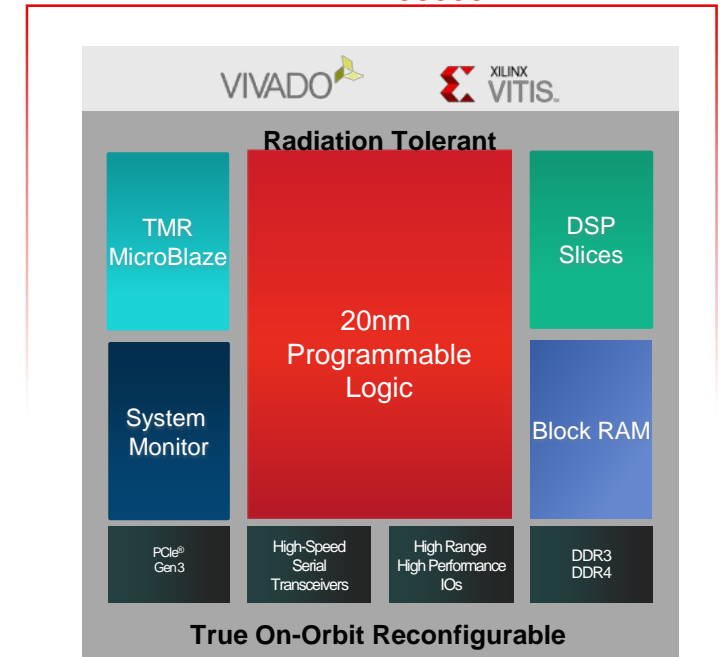 VIVADO
XILINX
VITIS™
Radiation Tolerant
TMR
MicroBlaze
20nm
Programmable
Logic
DSP
Slices
System
Monitor
Block RAM
PCIe®
Gen3
High-Speed
Serial
Transceivers
High Range
High Performance
IOs
DDR3
DDR4
True On-Orbit Reconfigurable